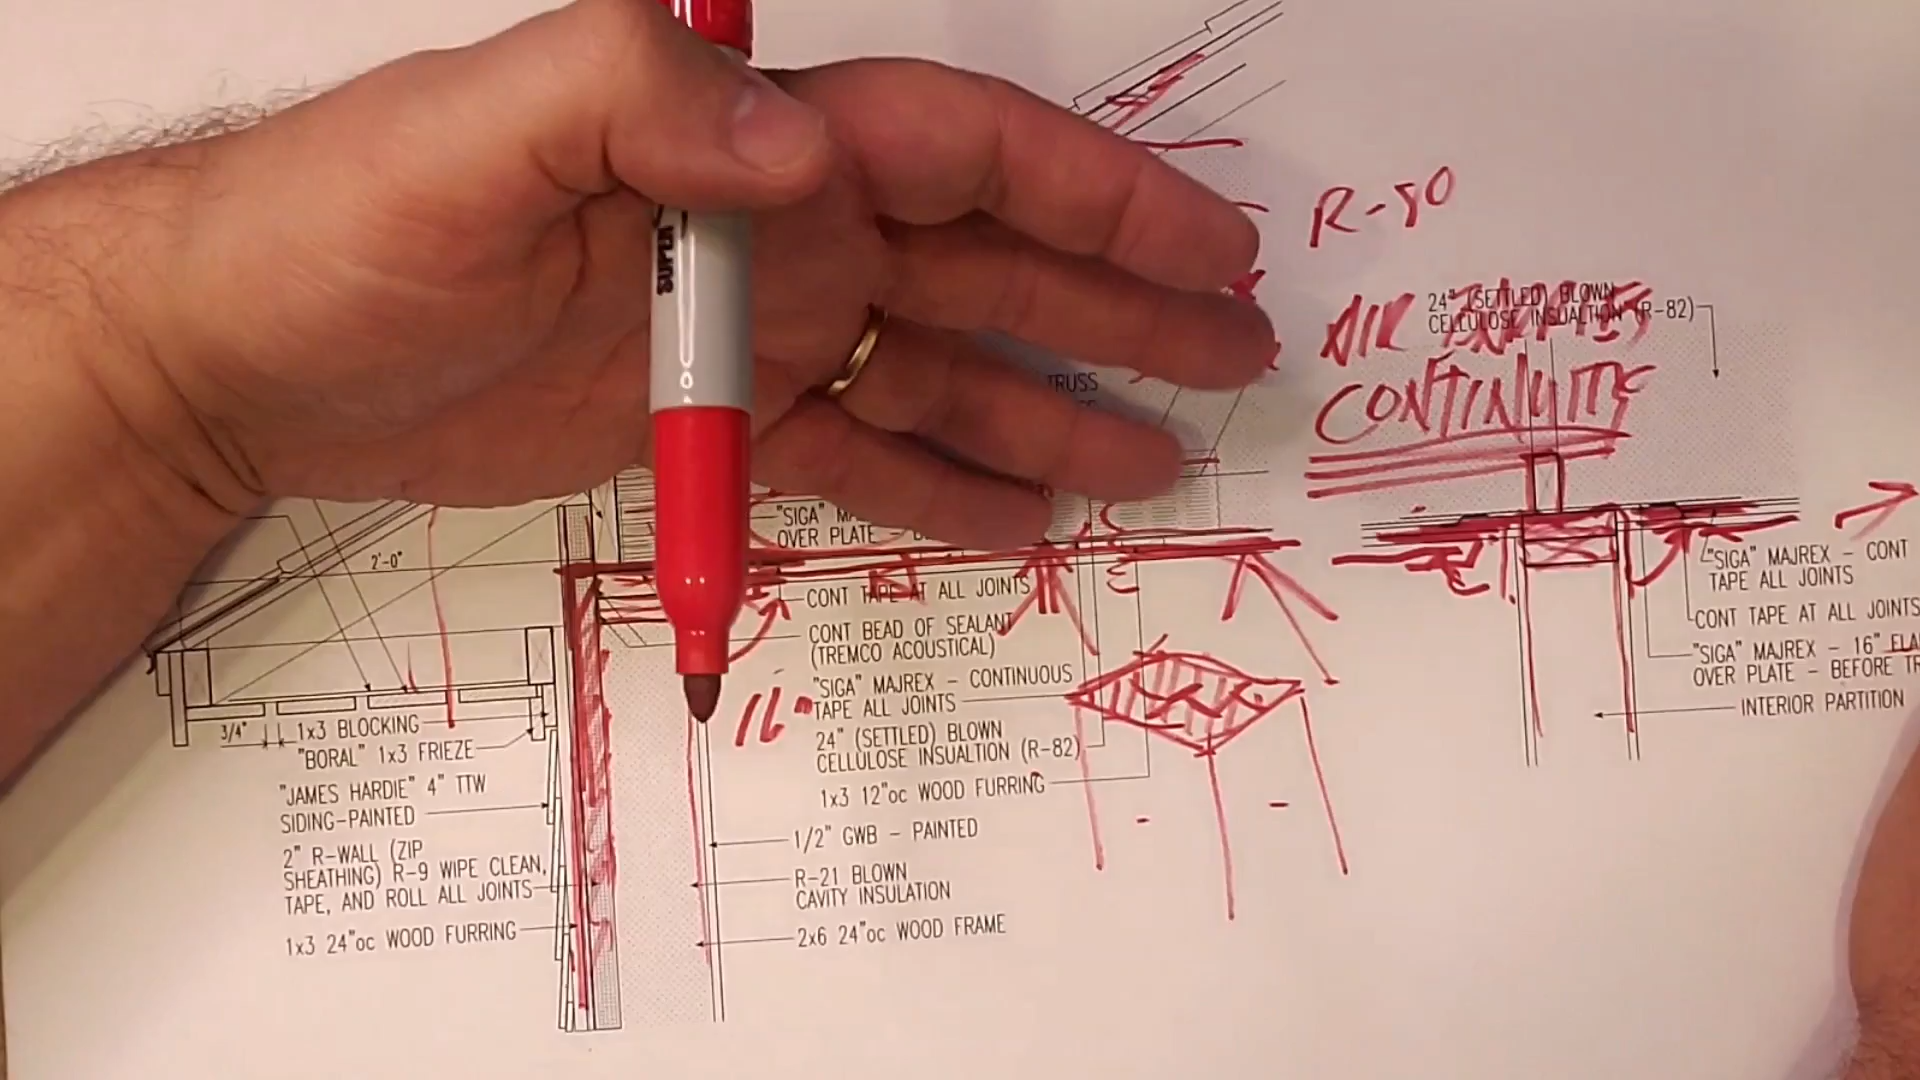 SUPER
R-80
24" (SETTLED) BLOWN
CELLULOSE INSUALTION (R-82)
AIR
CONTINUITY
TRUSS
"SIGA"
OVER PLATE -
2'-0"
CONT TAPE AT ALL JOINTS
CONT BEAD OF SEALANT
(TREMCO ACOUSTICAL)
16"
"SIGA" MAJREX - CONTINUOUS
TAPE ALL JOINTS
24" (SETTLED) BLOWN
CELLULOSE INSUALTION (R-82)
1x3 12"oc WOOD FURRING
1/2" GWB - PAINTED
R-21 BLOWN
CAVITY INSULATION
2x6 24"oc WOOD FRAME
3/4"
1x3 BLOCKING
"BORAL" 1x3 FRIEZE
"JAMES HARDIE" 4" TTW
SIDING-PAINTED
2" R-WALL (ZIP
SHEATHING) R-9 WIPE CLEAN,
TAPE, AND ROLL ALL JOINTS
1x3 24"oc WOOD FURRING
"SIGA" MAJREX - CONT
TAPE ALL JOINTS
CONT TAPE AT ALL JOINTS
"SIGA" MAJREX - 16"
OVER PLATE - BEFORE
INTERIOR PARTITION